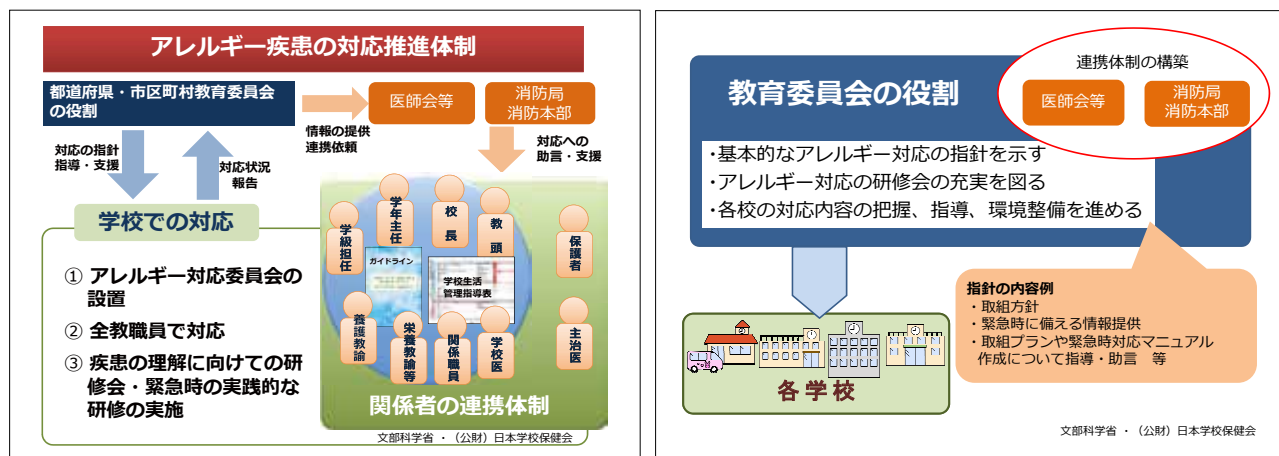 アレルギー疾患の対応推進体制
都道府県・市区町村教育委員会
の役割
医師会等
消防局
消防本部
情報の提供
連携依頼
対応の指針
指導・支援
対応状況
報告
対応への
助言・支援
学校での対応
① アレルギー対応委員会の
設置
② 全教職員で対応
③ 疾患の理解に向けての研
修会・緊急時の実践的な
研修の実施
学級担任
学年主任
校長
教頭
保護者
ガイドライン
学校生活
管理指導表
養護教諭
栄養教諭等
関係職員
学校医
主治医
関係者の連携体制
文部科学省 ・（公財）日本学校保健会
教育委員会の役割
連携体制の構築
医師会等
消防局
消防本部
・基本的なアレルギー対応の指針を示す
・アレルギー対応の研修会の充実を図る
・各校の対応内容の把握、指導、環境整備を進める
指針の内容例
・取組方針
・緊急時に備える情報提供
・取組プランや緊急時対応マニュアル
作成について指導・助言　等
各学校
文部科学省 ・（公財）日本学校保健会